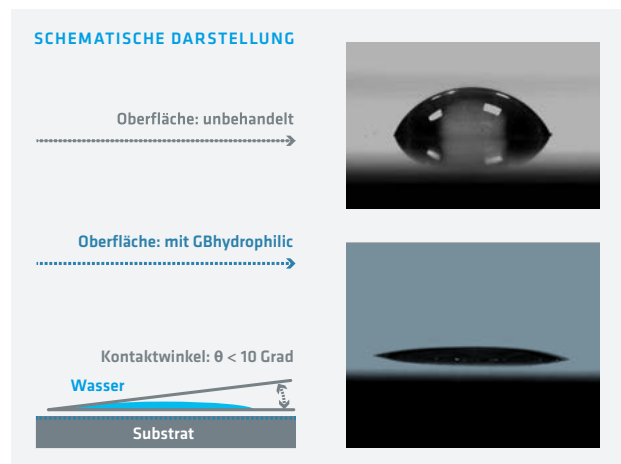 SCHEMATISCHE DARSTELLUNG
Oberfläche: unbehandelt
Oberfläche: mit GBhydrophilic
Kontaktwinkel: θ < 10 Grad
Wasser
Substrat